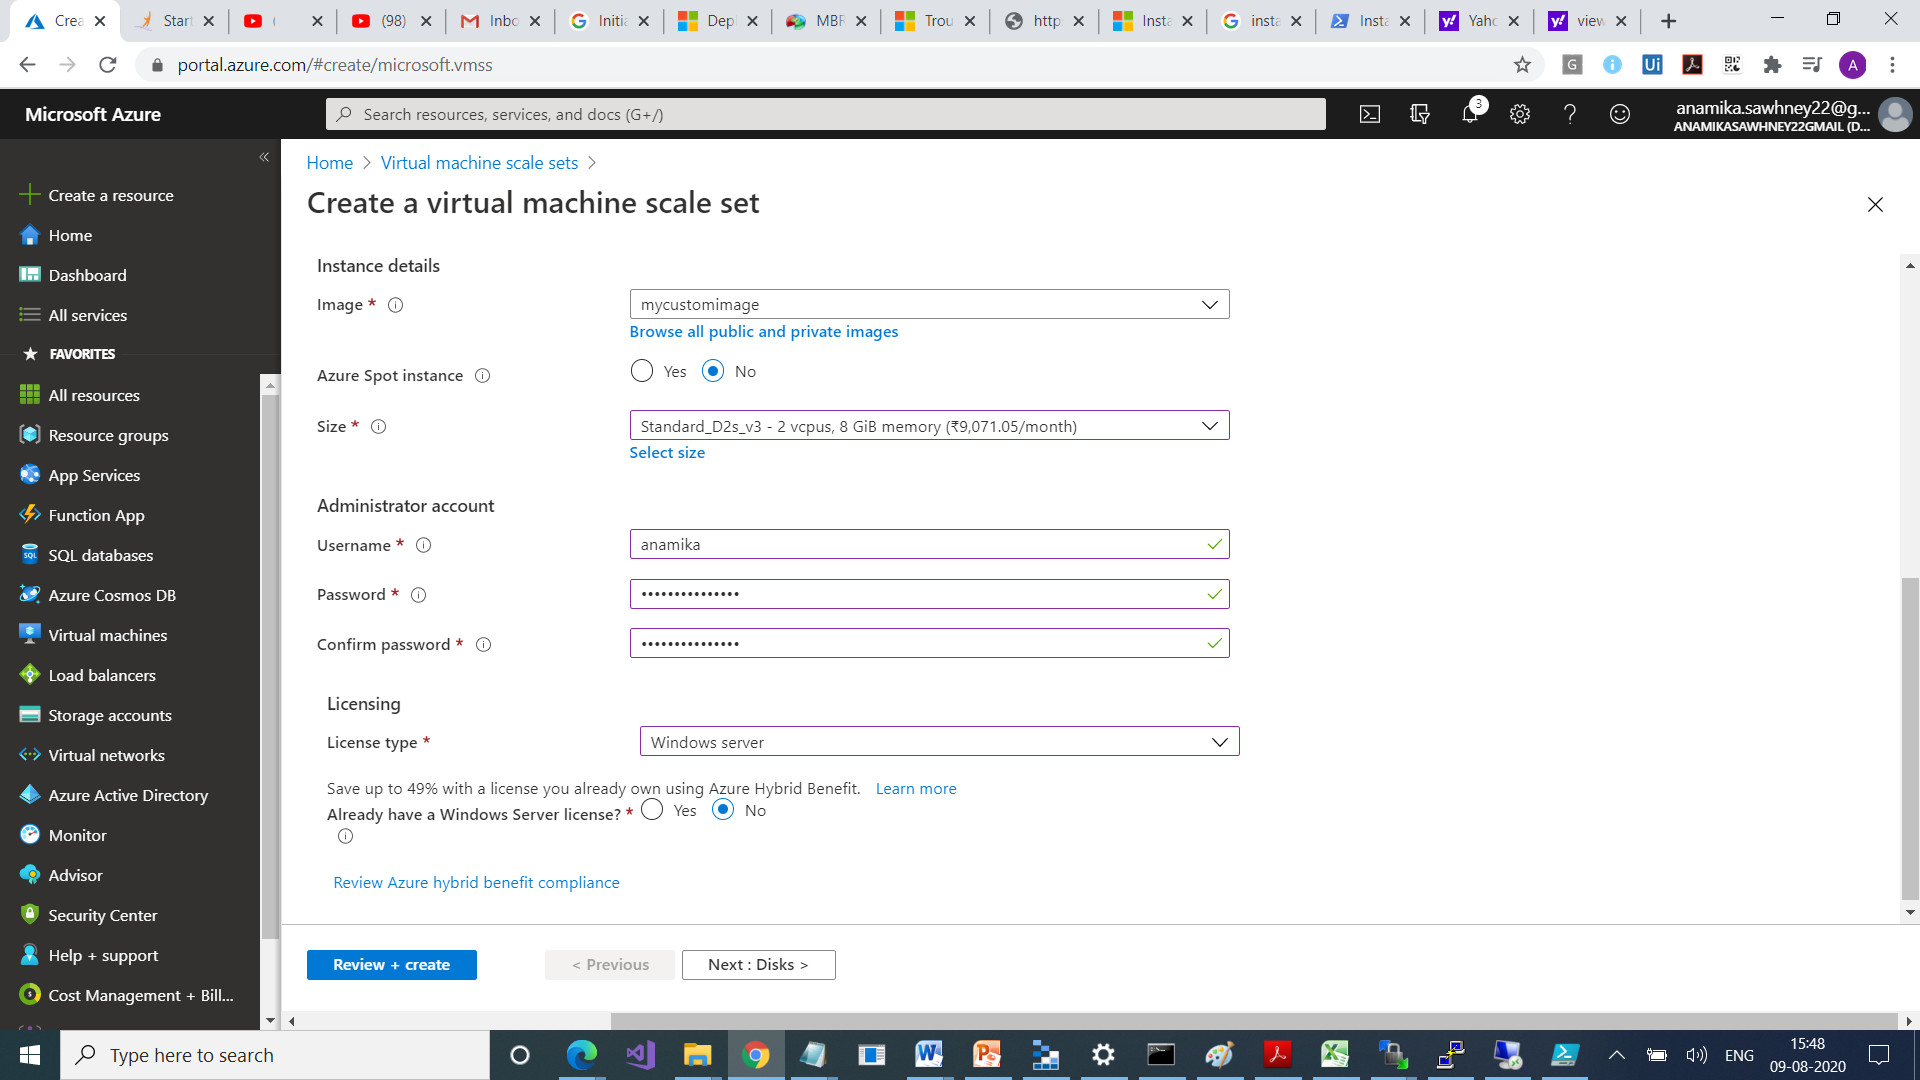 Crea
Start
(
(98)
Inbo
Initia
Depl
MBR
Trou
http
Insta
insta
Insta
Yaho
view
portal.azure.com/#create/microsoft.vmss
G
i
Ui
A
Microsoft Azure
Search resources, services, and docs (G+/)
3
anamika.sawhney22@g...
ANAMIKASAWHNEY22GMAIL (D...
Create a resource
Home
Dashboard
All services
FAVORITES
All resources
Resource groups
App Services
Function App
SQL databases
Azure Cosmos DB
Virtual machines
Load balancers
Storage accounts
Virtual networks
Azure Active Directory
Monitor
Advisor
Security Center
Help + support
Cost Management + Bill...
Home > Virtual machine scale sets >
Create a virtual machine scale set
Instance details
Image *
mycustomimage
Browse all public and private images
Azure Spot instance
Yes No
Size *
Standard_D2s_v3 - 2 vcpus, 8 GiB memory (₹9,071.05/month)
Select size
Administrator account
Username *
anamika
Password *
•••••••••••••••
Confirm password *
•••••••••••••••
Licensing
License type *
Windows server
Save up to 49% with a license you already own using Azure Hybrid Benefit. Learn more
Already have a Windows Server license? * Yes No
Review Azure hybrid benefit compliance
Review + create
< Previous
Next : Disks >
Type here to search
ENG
15:48
09-08-2020